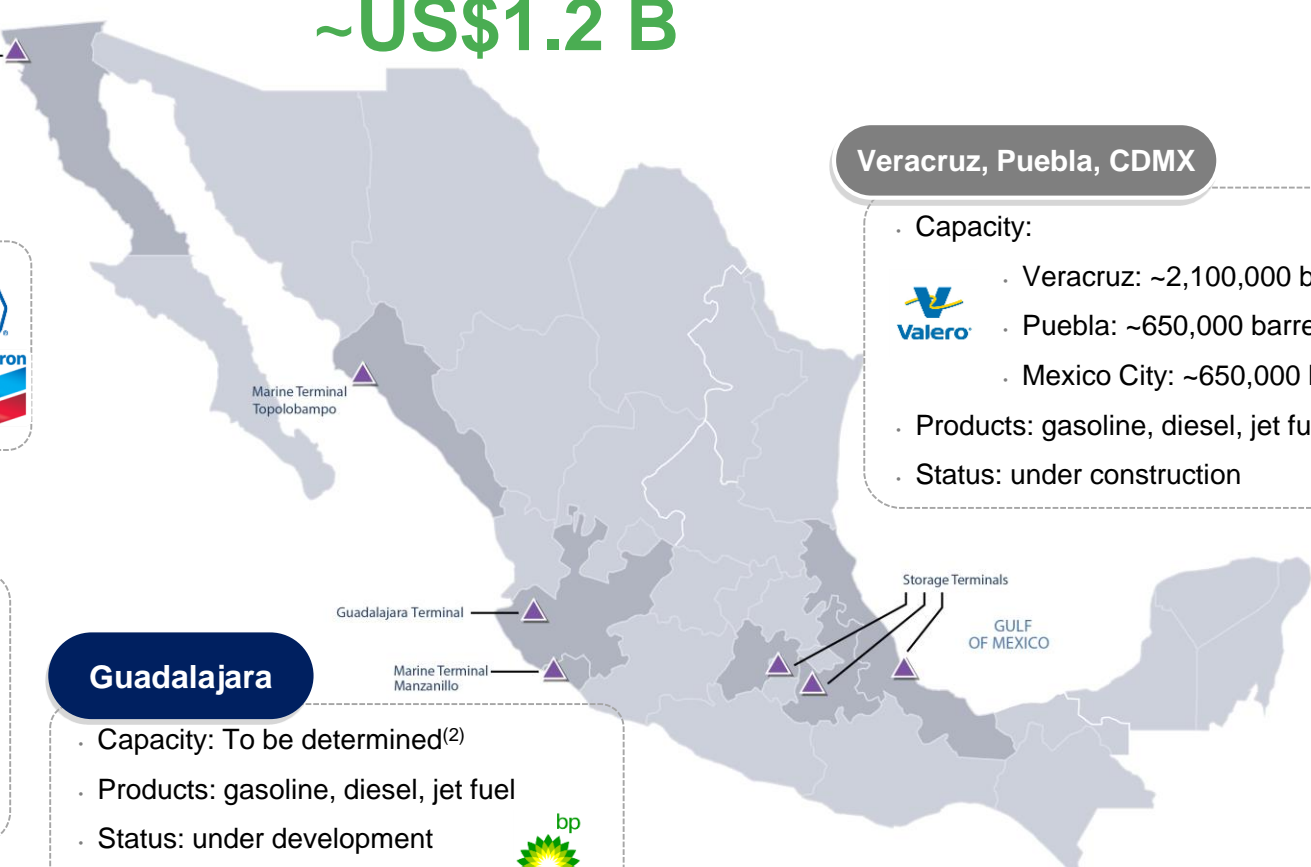 ~US$1.2 B
Veracruz, Puebla, CDMX
· Capacity:
Valero
· Veracruz: ~2,100,000 b
· Puebla: ~650,000 barre
· Mexico City: ~650,000
· Products: gasoline, diesel, jet fu
· Status: under construction
ron
Marine Terminal
Topolobampo
Storage Terminals
GULF
OF MEXICO
Guadalajara Terminal
Marine Terminal
Manzanillo
Guadalajara
· Capacity: To be determined(2)
· Products: gasoline, diesel, jet fuel
· Status: under development
bp